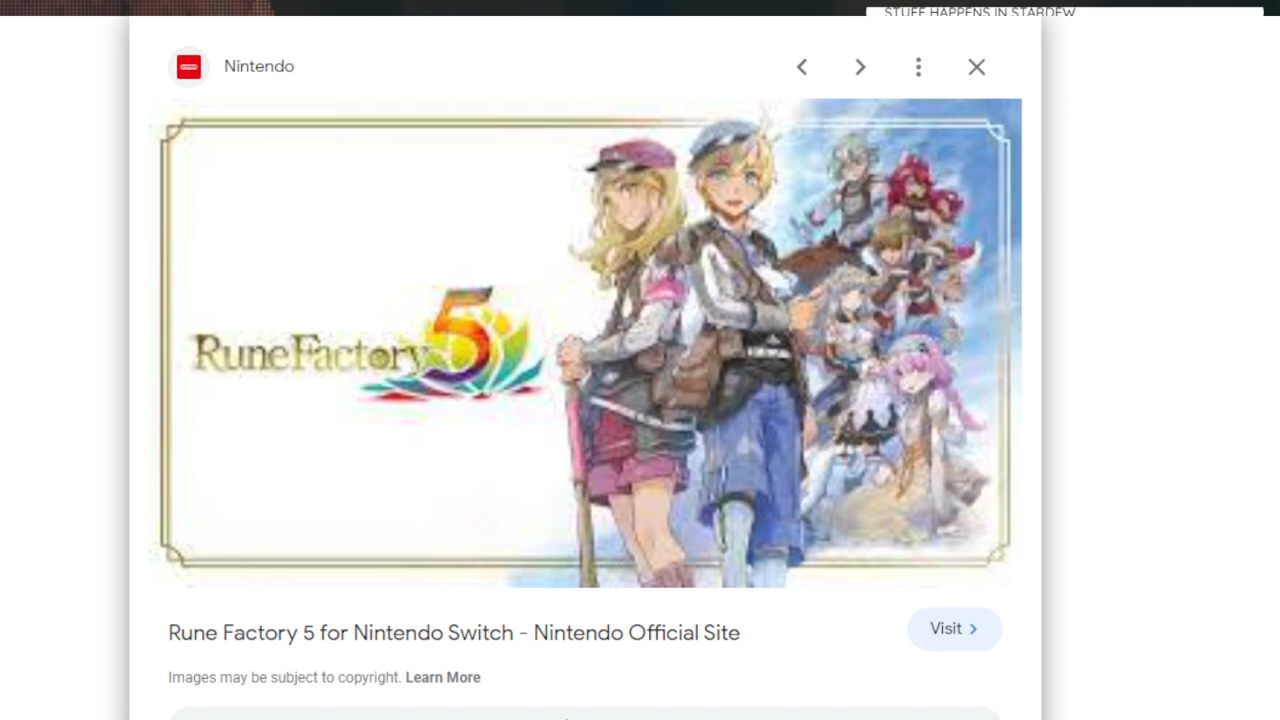 STUFF HAPPENS IN STARDEW
Nintendo
Rune Factory 5
Rune Factory 5 for Nintendo Switch - Nintendo Official Site
Visit
Images may be subject to copyright. Learn More